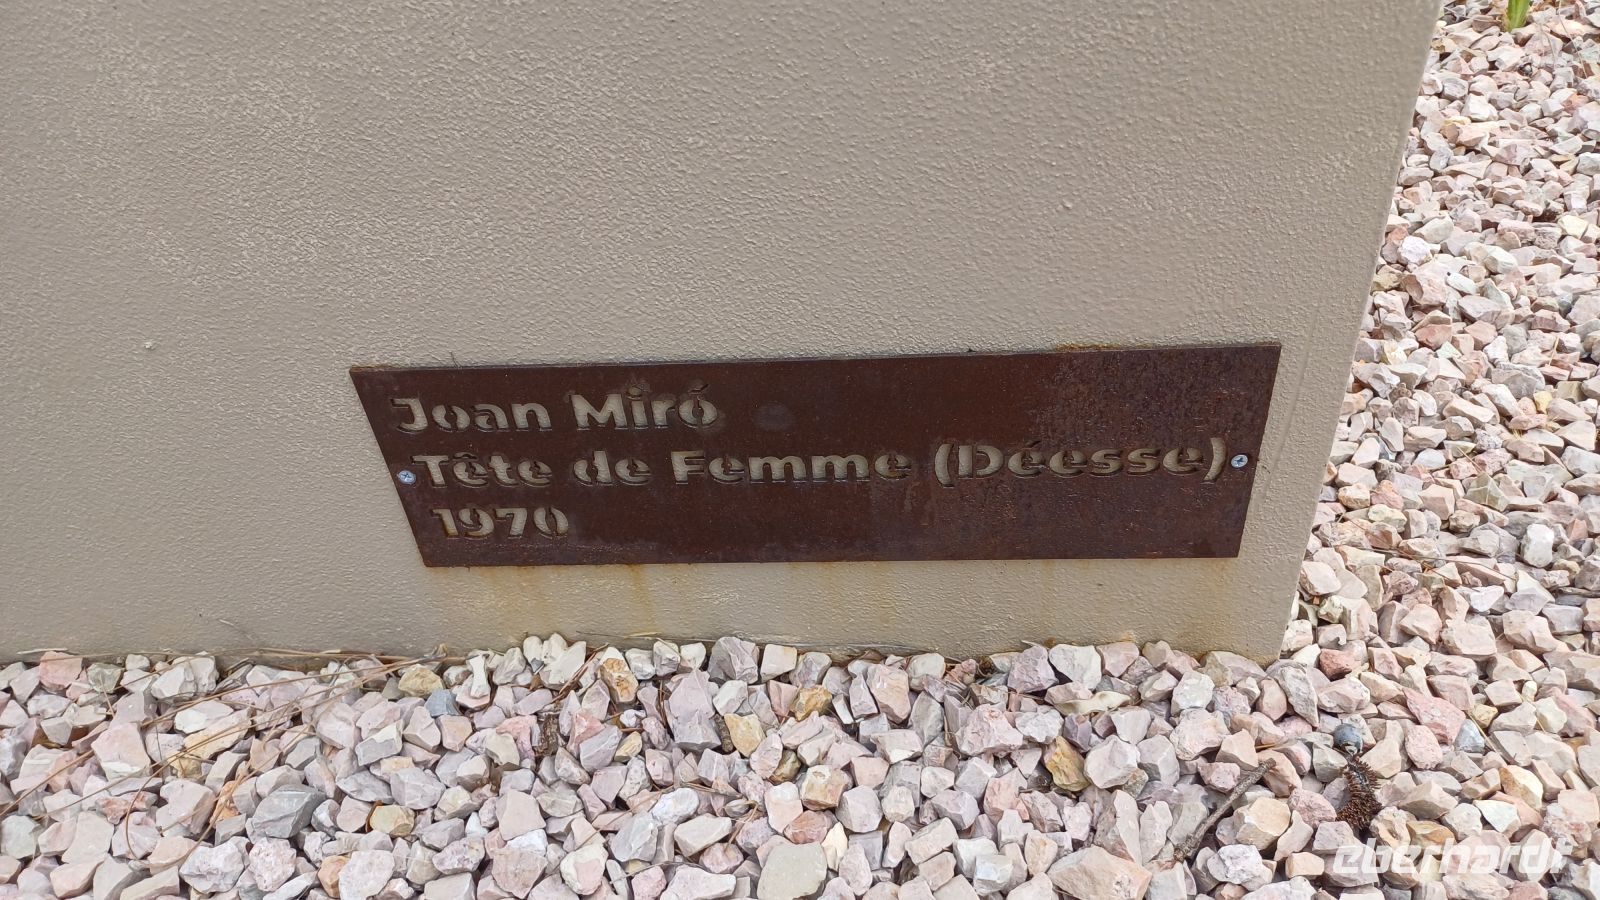 Joan Miró
Tête de Femme (Déesse)
1970
eberhardt